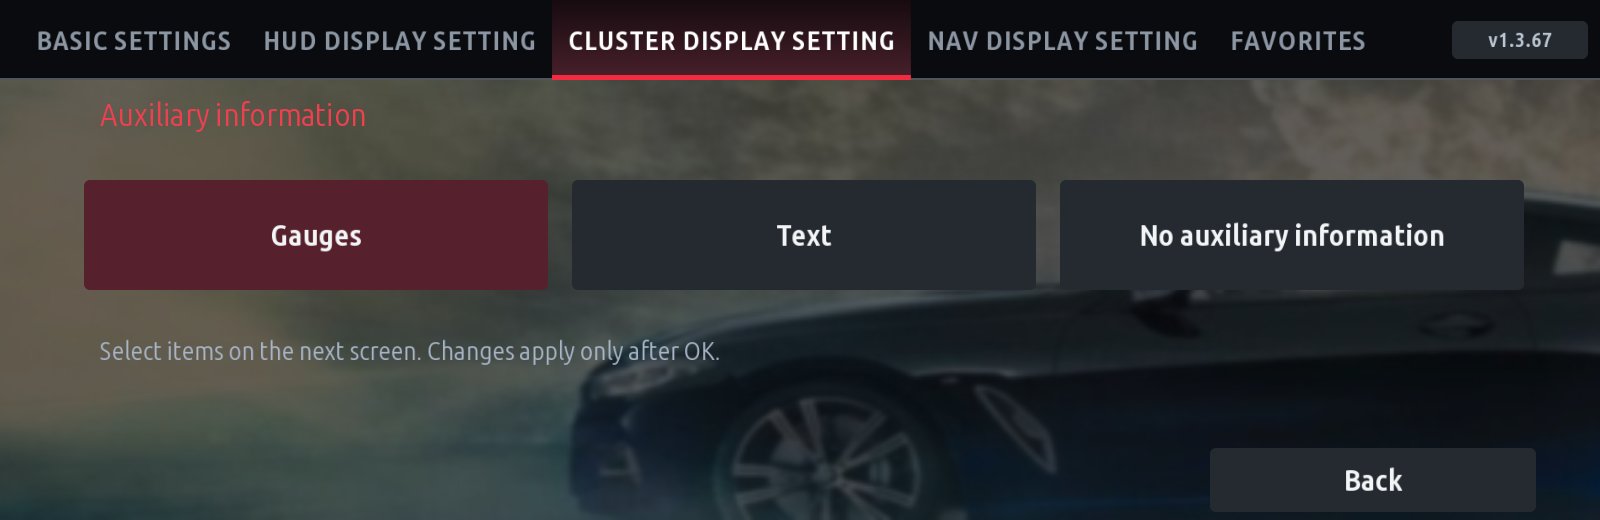 BASIC SETTINGS HUD DISPLAY SETTING CLUSTER DISPLAY SETTING NAV DISPLAY SETTING FAVORITES v1.3.67
Auxiliary information
Gauges Text No auxiliary information
Select items on the next screen. Changes apply only after OK.
Back